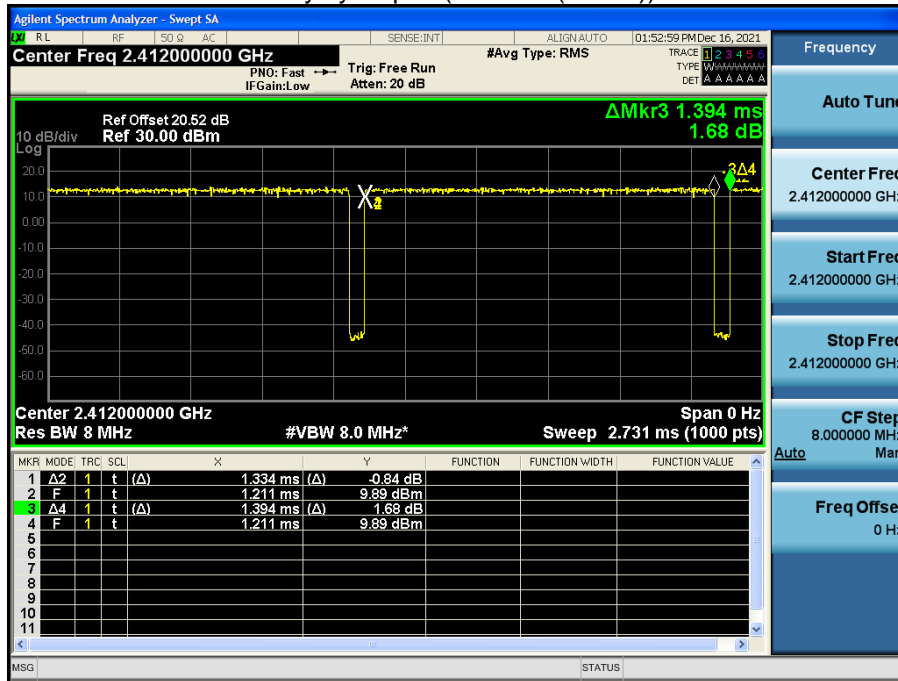 Agilent Spectrum Analyzer - Swept SA
LXI RL RF 50 Ω AC SENSE:INT ALIGN AUTO 01:52:59 PM Dec 16, 2021
Center Freq 2.412000000 GHz #Avg Type: RMS TRACE 1 2 3 4 5 6
PNO: Fast Trig: Free Run TYPE WWWWWW
IFGain:Low Atten: 20 dB DET A A A A A A
ΔMkr3 1.394 ms
1.68 dB
Ref Offset 20.52 dB
10 dB/div Ref 30.00 dBm
Log
20.0
10.0
0.00
-10.0
-20.0
-30.0
-40.0
-50.0
-60.0
3Δ4
Center 2.412000000 GHz Span 0 Hz
Res BW 8 MHz #VBW 8.0 MHz* Sweep 2.731 ms (1000 pts)
MKR MODE TRC SCL X Y FUNCTION FUNCTION WIDTH FUNCTION VALUE
1 Δ2 1 t (Δ) 1.334 ms (Δ) -0.84 dB
2 F 1 t 1.211 ms 9.89 dBm
3 Δ4 1 t (Δ) 1.394 ms (Δ) 1.68 dB
4 F 1 t 1.211 ms 9.89 dBm
5
6
7
8
9
10
11
MSG STATUS
Frequency
Auto Tun
Center Fre
2.412000000 GH
Start Fre
2.412000000 GH
Stop Fre
2.412000000 GH
CF Step
8.000000 MH
Auto Man
Freq Offse
0 H